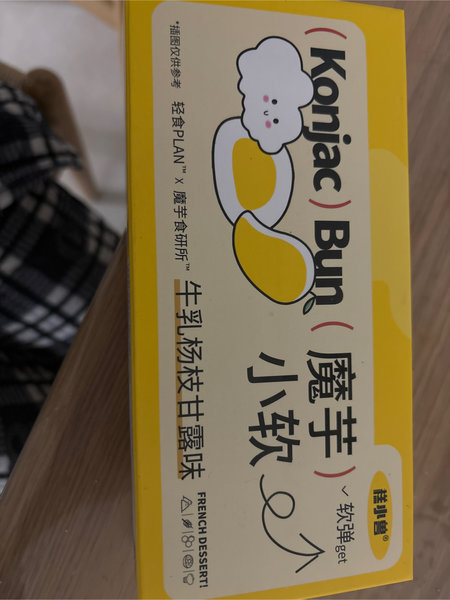 (Konjac) Bun (魔芋)
小软
糕小兽®
软弹get
*插图仅供参考
轻食PLAN™ x 魔芋食研所™
牛乳杨枝甘露味
FRENCH DESSERT!